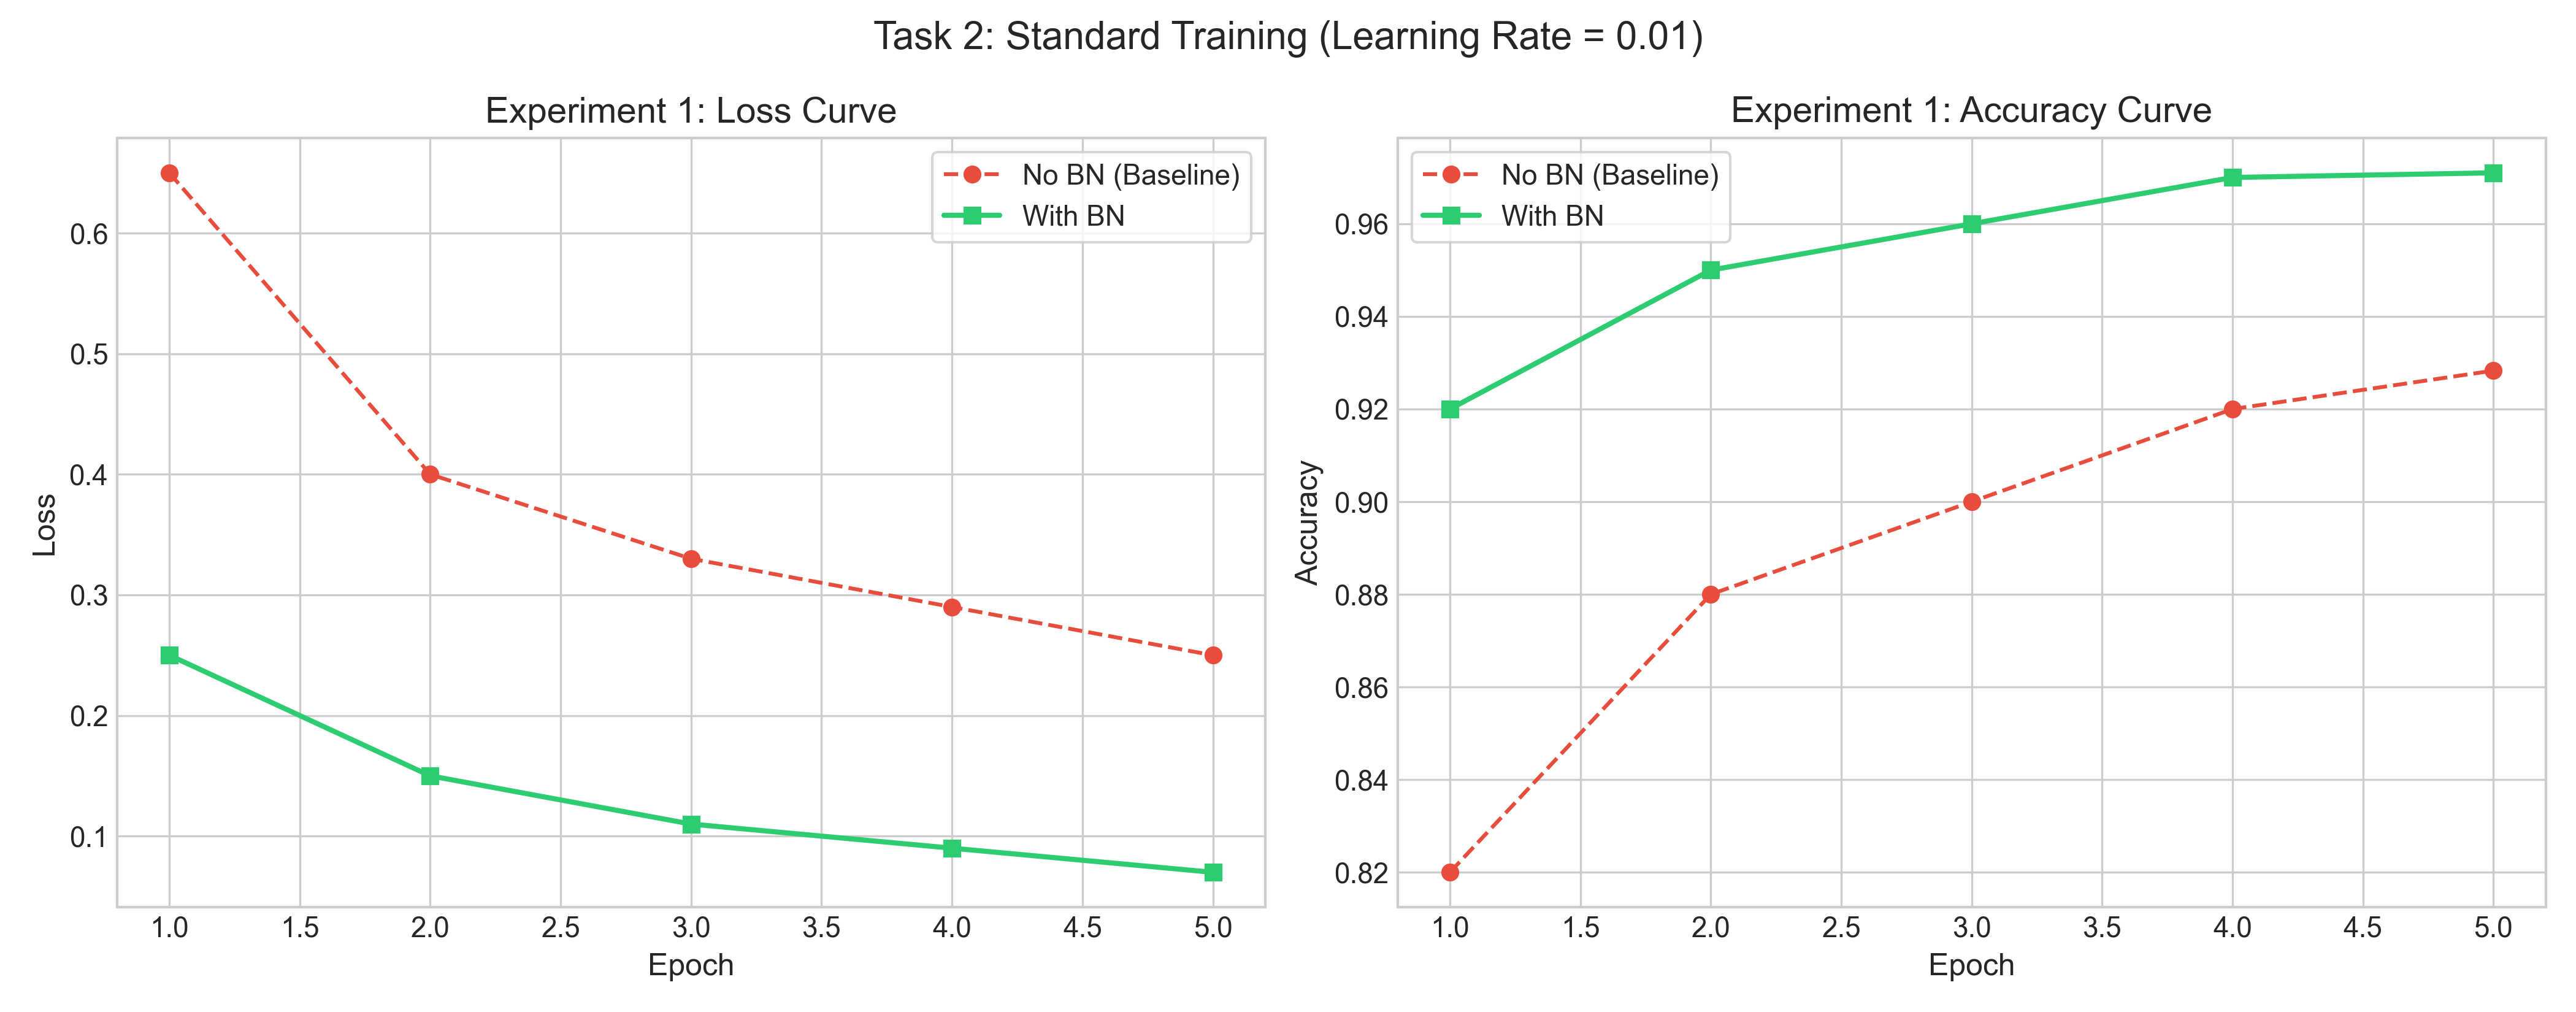 Task 2: Standard Training (Learning Rate = 0.01)
Experiment 1: Loss Curve
No BN (Baseline)
With BN
0.6
0.5
0.4
0.3
0.2
0.1
Loss
1.0 1.5 2.0 2.5 3.0 3.5 4.0 4.5 5.0
Epoch
Experiment 1: Accuracy Curve
No BN (Baseline)
With BN
0.96
0.94
0.92
0.90
0.88
0.86
0.84
0.82
Accuracy
1.0 1.5 2.0 2.5 3.0 3.5 4.0 4.5 5.0
Epoch